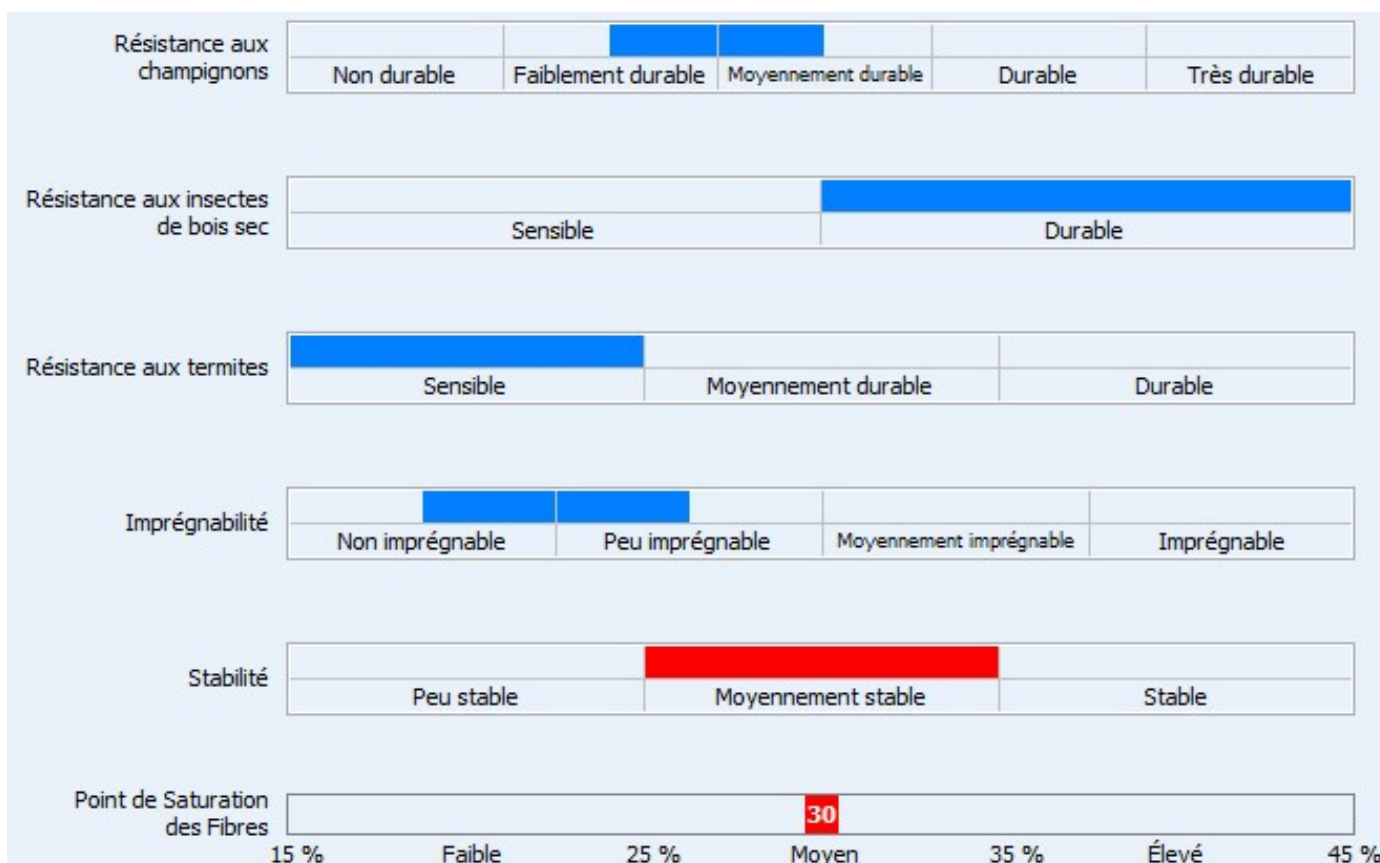 Résistance aux
champignons
Non durable Faiblement durable Moyennement durable Durable Très durable
Résistance aux insectes
de bois sec
Sensible Durable
Résistance aux termites
Sensible Moyennement durable Durable
Imprégnabilité
Non imprégnable Peu imprégnable Moyennement imprégnable Imprégnable
Stabilité
Peu stable Moyennement stable Stable
Point de Saturation
des Fibres
30
15 % Faible 25 % Moyen 35 % Élevé 45 %